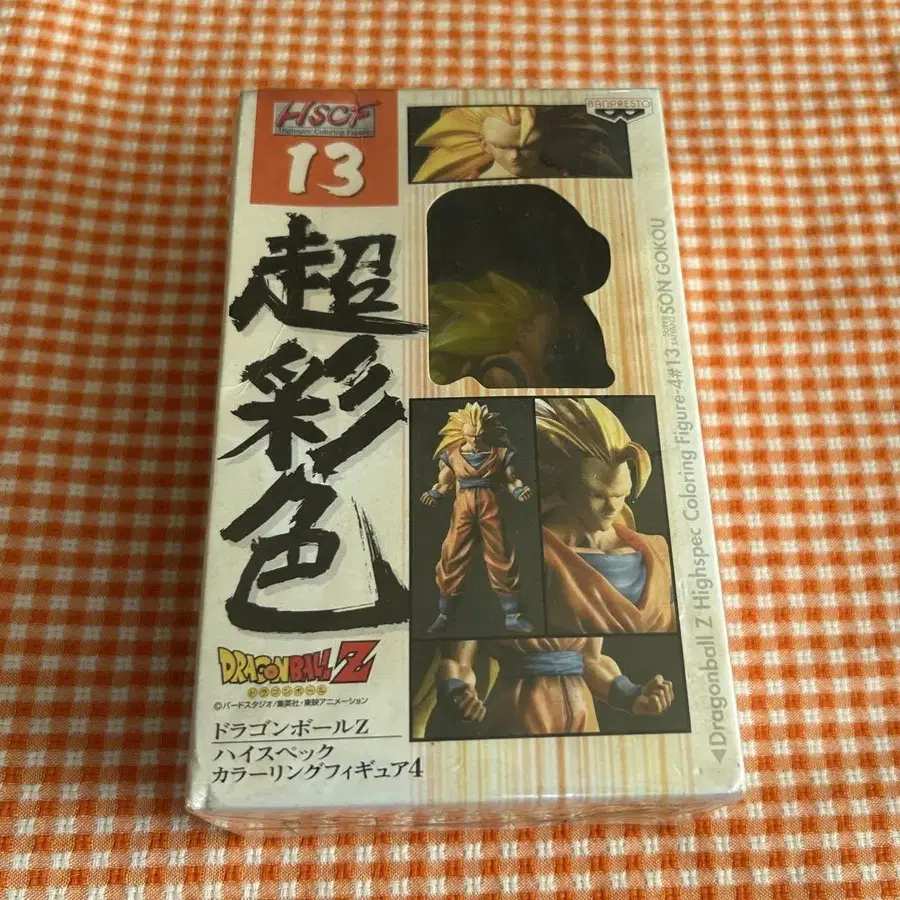 HSCF
Highspec Coloring Figure
13
BANPRESTO
超彩色
DRAGONBALL Z
ドラゴンボール
©バードスタジオ/集英社・東映アニメーション
ドラゴンボールZ
ハイスペック
カラーリングフィギュア4
◀Dragonball Z Highspec Coloring Figure-4#13 SUPER SAIYAN3 SON GOKOU